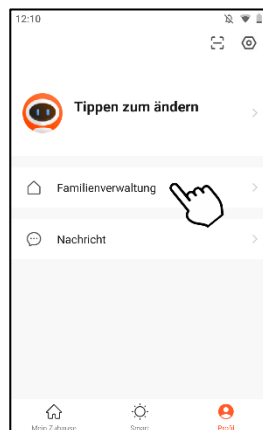 12:10
Tippen zum ändern
Familienverwaltung
Nachricht
Mein Zuhause
Smart
Profil